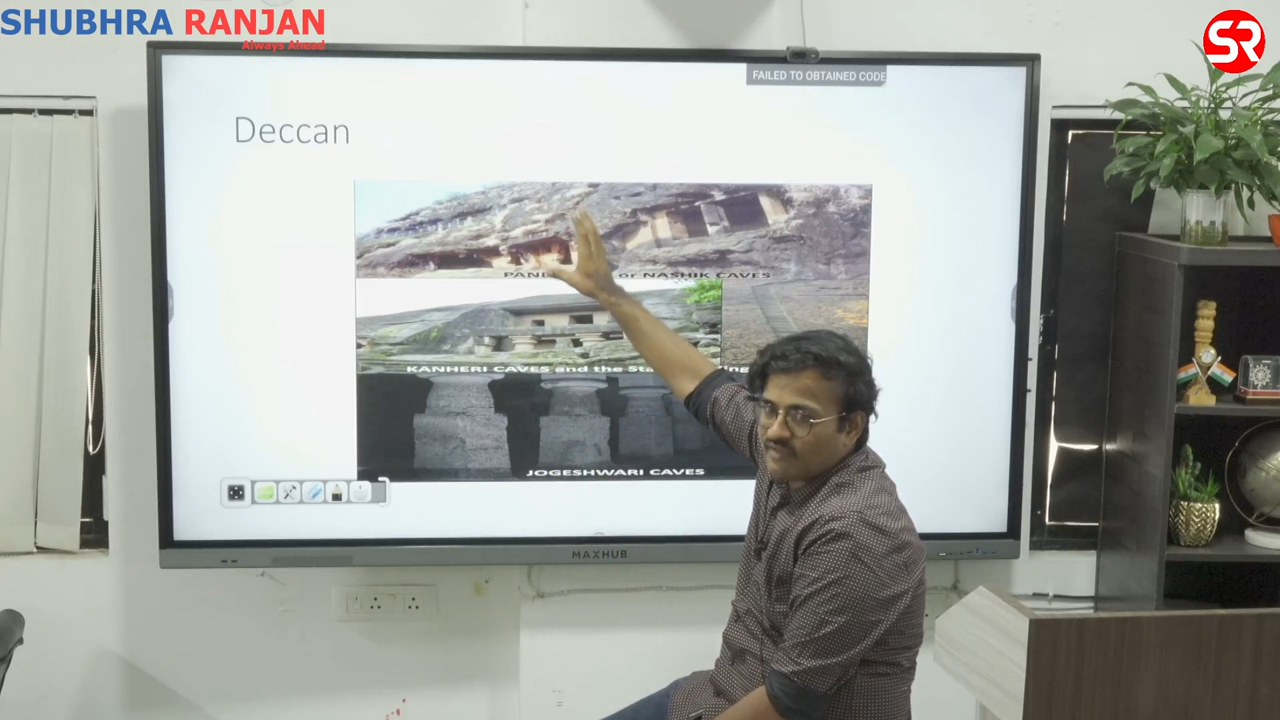 SHUBHRA RANJAN
Always Ahead
SR
FAILED TO OBTAINED CODE
Deccan
or NASHIK CAVES
KANHERI CAVES and the
JOGESHWARI CAVES
MAXHUB